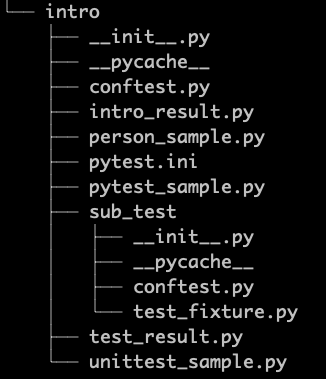 └── intro
    ├── __init__.py
    ├── __pycache__
    ├── conftest.py
    ├── intro_result.py
    ├── person_sample.py
    ├── pytest.ini
    ├── pytest_sample.py
    ├── sub_test
    │   ├── __init__.py
    │   ├── __pycache__
    │   ├── conftest.py
    │   └── test_fixture.py
    ├── test_result.py
    └── unittest_sample.py